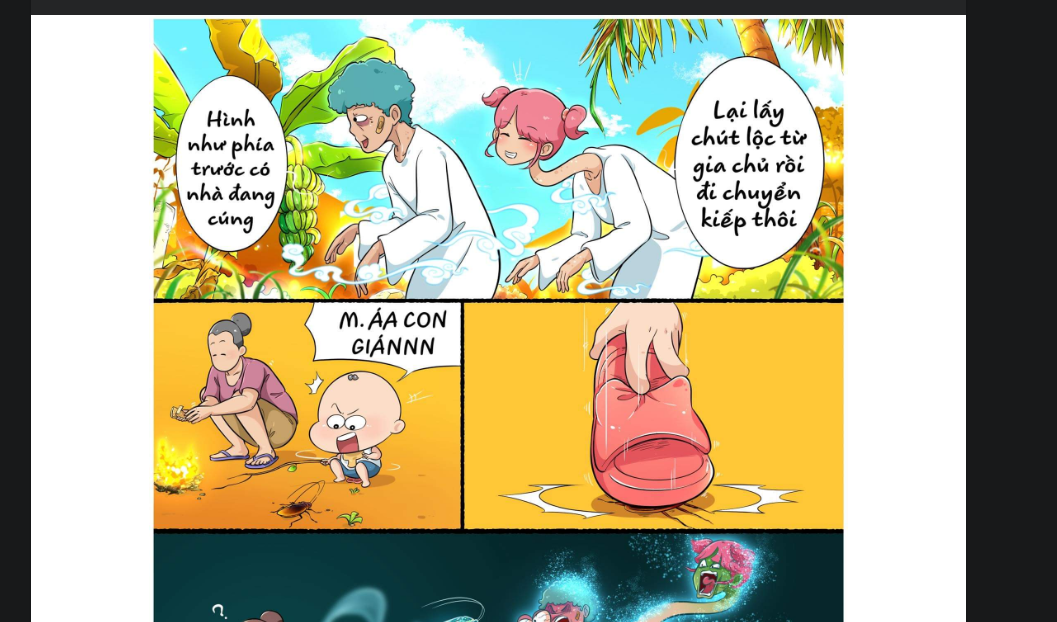 Hình
như phía
trước có
nhà đang
cúng
Lại lấy
chút lộc từ
gia chủ rồi
đi chuyển
kiếp thôi
M. ÁA CON
GIÁNNN
?